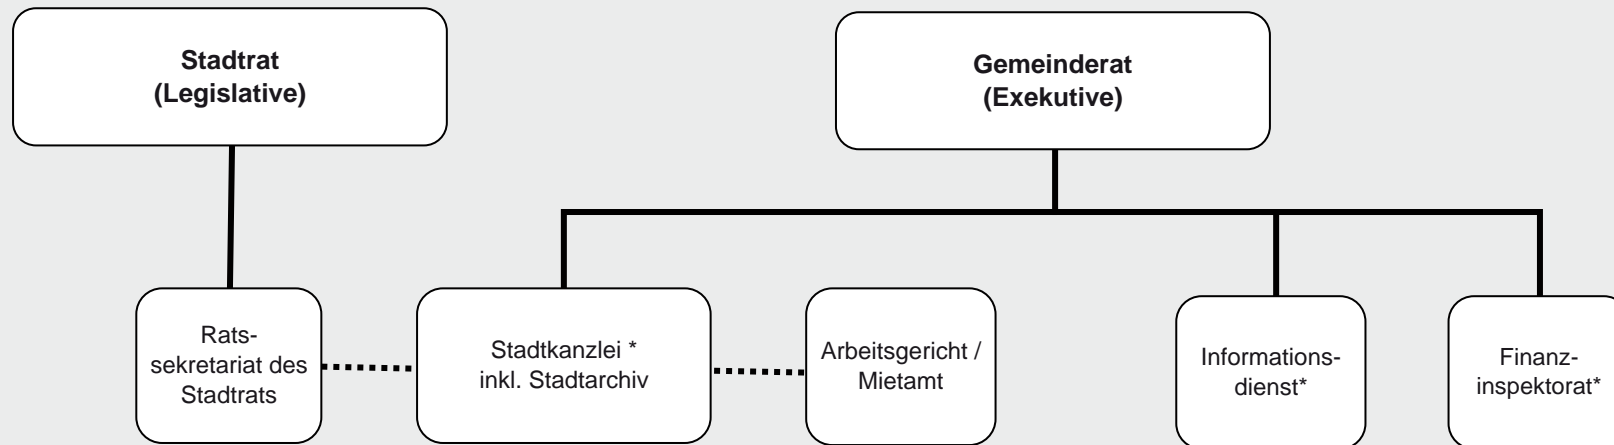 Stadtrat
(Legislative)
Gemeinderat
(Exekutive)
Rats-
sekretariat des
Stadtrats
Stadtkanzlei *
inkl. Stadtarchiv
Arbeitsgericht /
Mietamt
Informations-
dienst*
Finanz-
inspektorat*